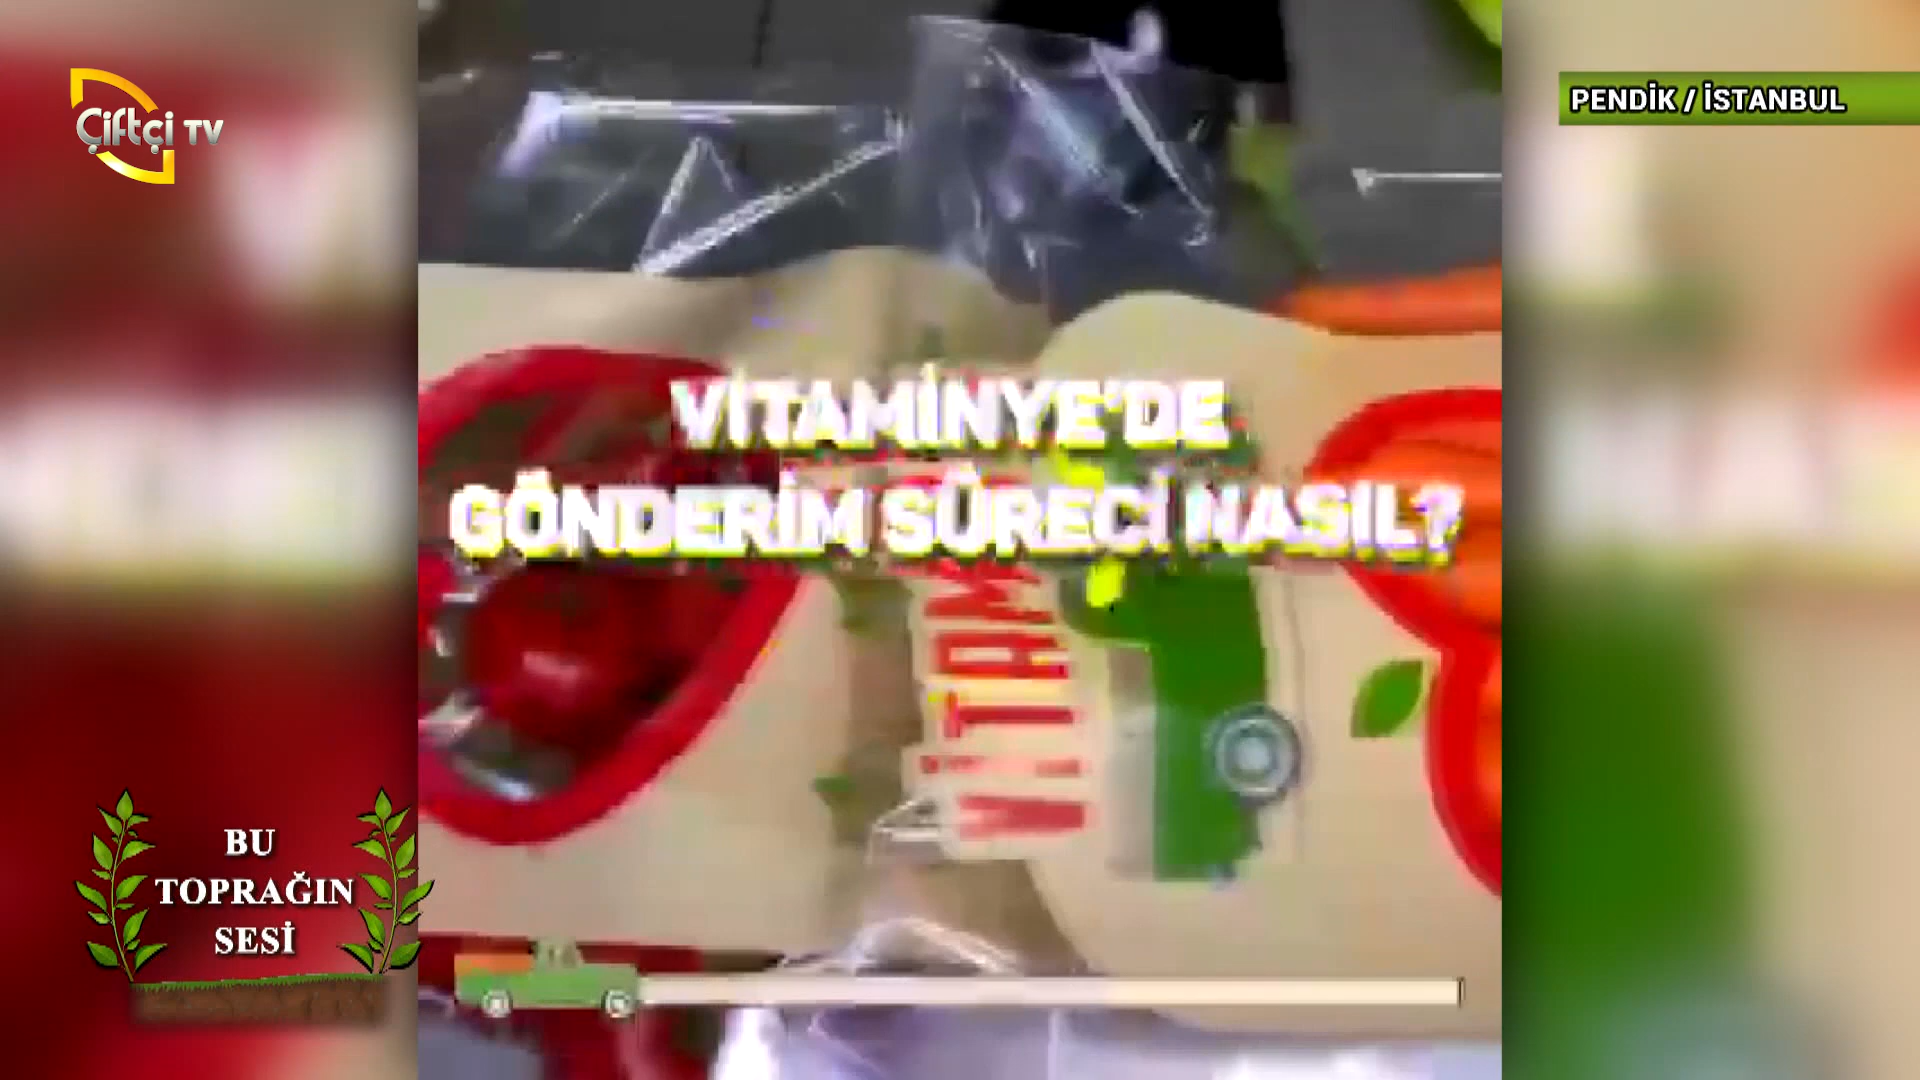 Çiftçi TV
PENDİK / İSTANBUL
VİTAMİNYE'DE
GÖNDERİM SÜRECİ NASIL?
VİTAM
BU
TOPRAĞIN
SESİ